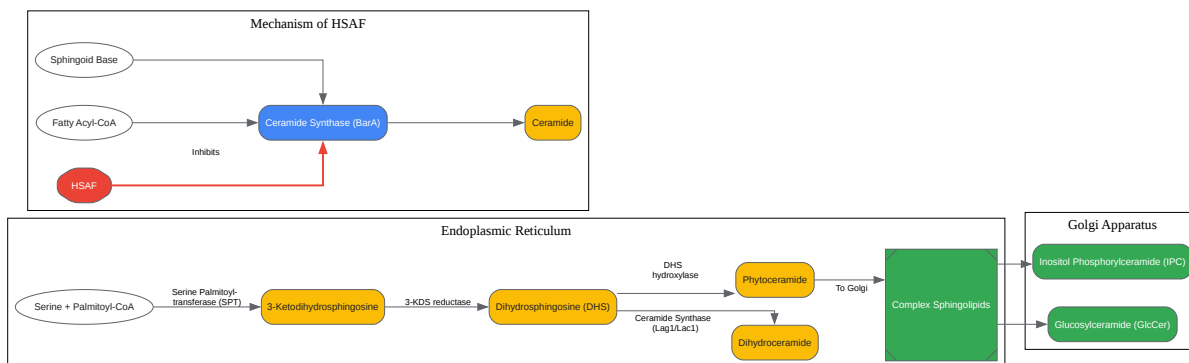 Mechanism of HSAF
Sphingoid Base
Fatty Acyl-CoA
Ceramide Synthase (BarA)
Ceramide
Inhibits
HSAF
Endoplasmic Reticulum
Golgi Apparatus
Serine + Palmitoyl-CoA
Serine Palmitoyl-
transferase (SPT)
3-Ketodihydrosphingosine
3-KDS reductase
Dihydrosphingosine (DHS)
DHS
hydroxylase
Phytoceramide
Ceramide Synthase
(Lag1/Lac1)
Dihydroceramide
To Golgi
Complex Sphingolipids
Inositol Phosphorylceramide (IPC)
Glucosylceramide (GlcCer)